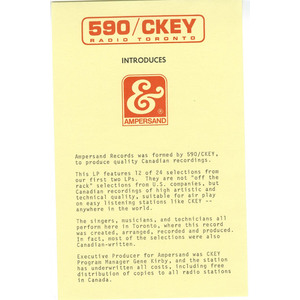 590/CKEY
RADIO TORONTO
INTRODUCES
&
AMPERSAND
®
Ampersand Records was formed by 590/CKEY,
to produce quality Canadian recordings.
This LP features 12 of 24 selections from
our first two LPs. They are not "off the
rack" selections from U.S. companies, but
Canadian recordings of high artistic and
technical quality, suitable for air play
on easy listening stations like CKEY --
anywhere in the world.
The singers, musicians, and technicians all
perform here in Toronto, where this record
was created, arranged, recorded and produced.
In fact, most of the selections were also
Canadian-written.
Executive Producer for Ampersand was CKEY
Program Manager Gene Kirby, and the station
has underwritten all costs, including free
distribution of copies to all radio stations
in Canada.